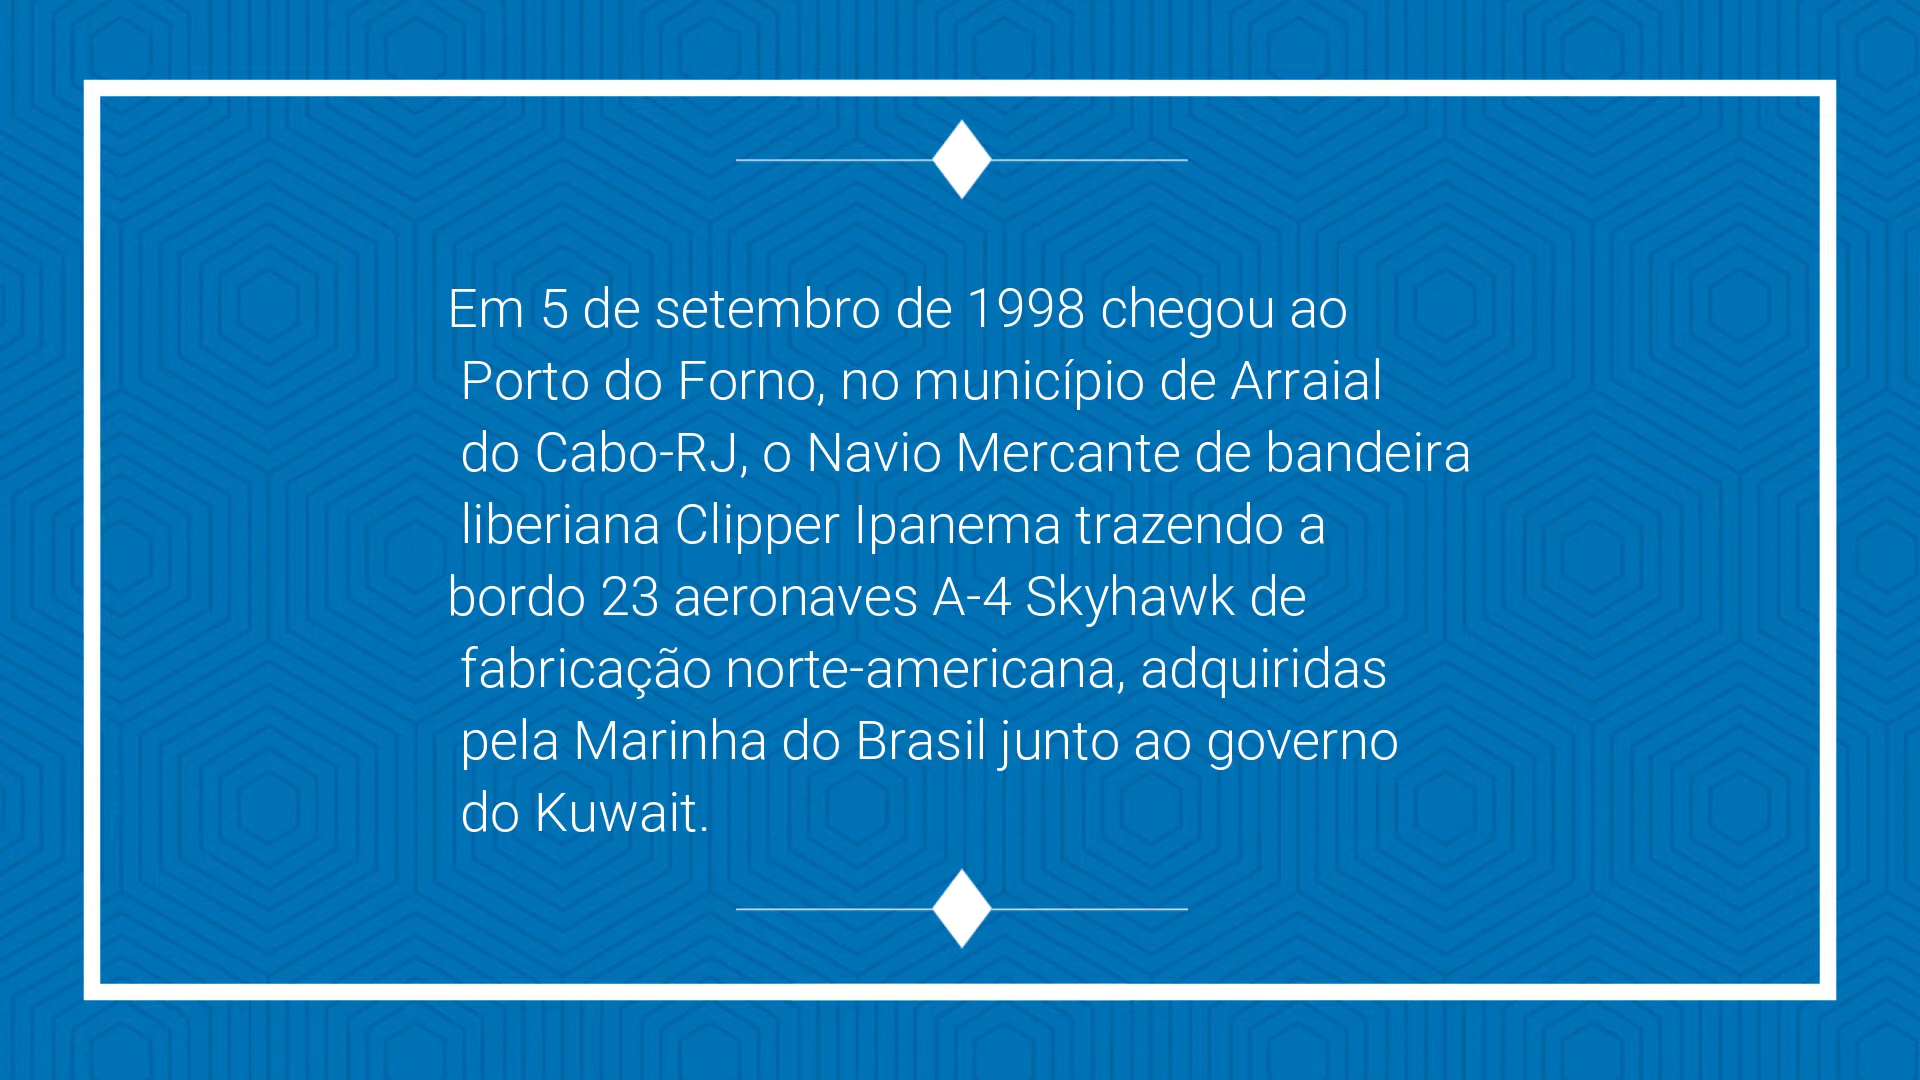 Em 5 de setembro de 1998 chegou ao
Porto do Forno, no município de Arraial
do Cabo-RJ, o Navio Mercante de bandeira
liberiana Clipper Ipanema trazendo a
bordo 23 aeronaves A-4 Skyhawk de
fabricação norte-americana, adquiridas
pela Marinha do Brasil junto ao governo
do Kuwait.